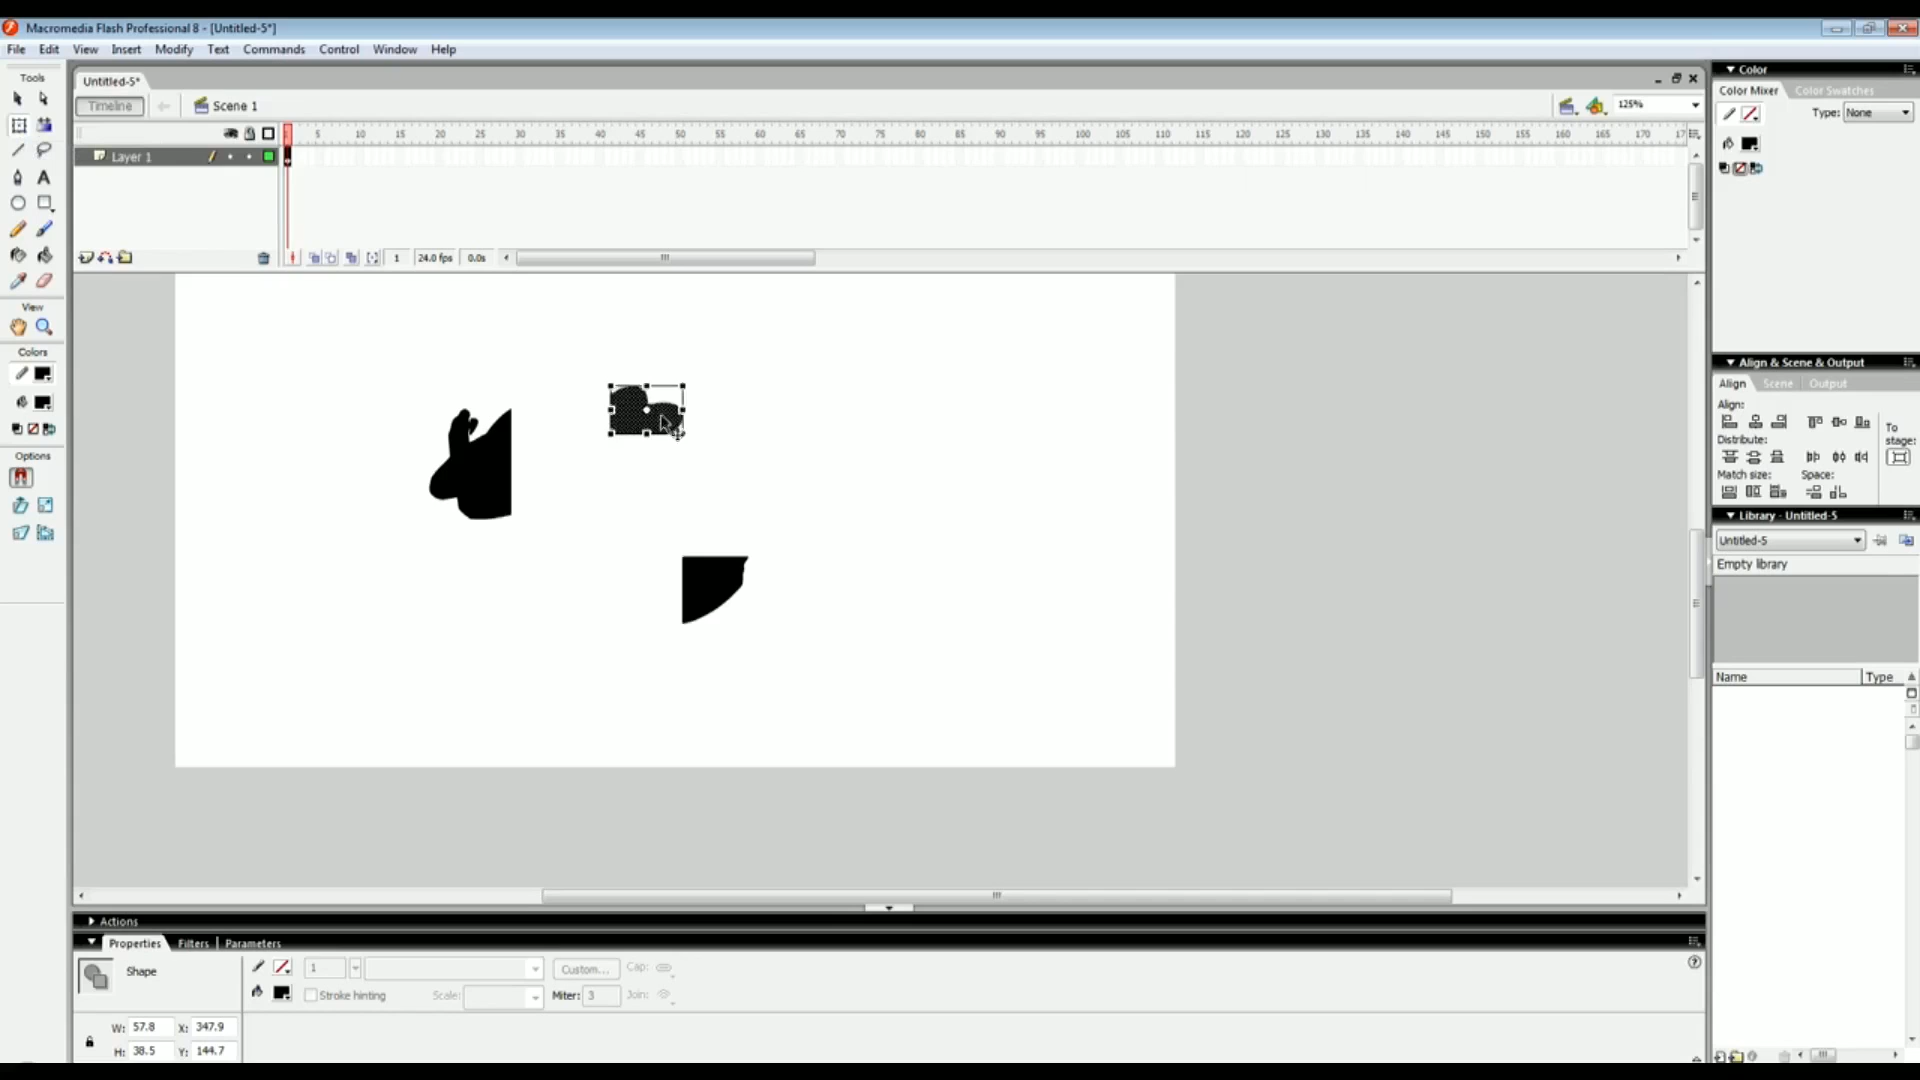 Macromedia Flash Professional 8 - [Untitled-5*]
File Edit View Insert Modify Text Commands Control Window Help
Tools
Untitled-5*
Timeline Scene 1 125%
5 10 15 20 25 30 35 40 45 50 55 60 65 70 75 80 85 90 95 100 105 110 115 120 125 130 135 140 145 150 155 160 165 170 17
Layer 1
1 24.0 fps 0.0s
View
Colors
Options
Color
Color Mixer Color Swatches
Type: None
Align & Scene & Output
Align Scene Output
Align:
To
stage:
Distribute:
Match size: Space:
Library - Untitled-5
Untitled-5
Empty library
Name Type
Actions
Properties Filters Parameters
Shape
1 Custom... Cap:
Stroke hinting Scale: Miter: 3 Join:
W: 57.8 X: 347.9
H: 38.5 Y: 144.7